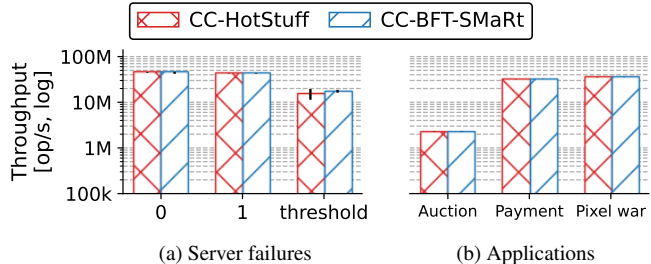 CC-HotStuff CC-BFT-SMaRt
Throughput
[op/s, log]
100M
10M
1M
100k
0 1 threshold
Auction Payment Pixel war
(a) Server failures
(b) Applications